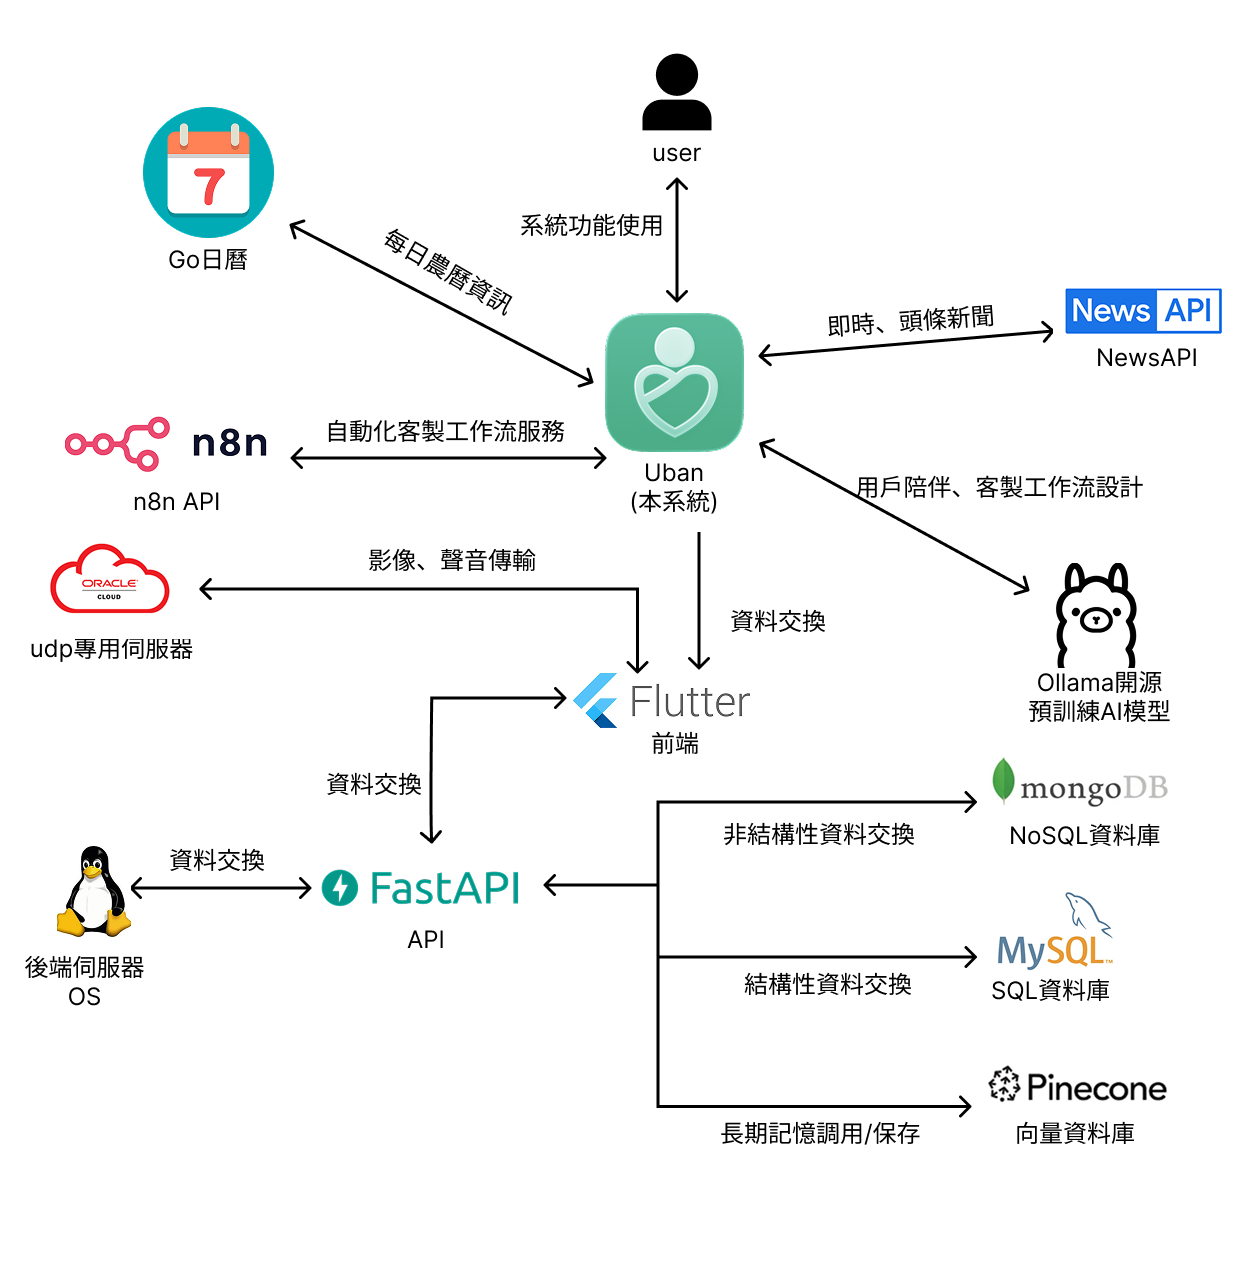 user
系統功能使用
7
Go日曆
每日農曆資訊
News API
NewsAPI
即時、頭條新聞
n8n
n8n API
自動化客製工作流服務
Uban
(本系統)
用戶陪伴、客製工作流設計
ORACLE
CLOUD
udp專用伺服器
影像、聲音傳輸
資料交換
Ollama開源
預訓練AI模型
Flutter
前端
資料交換
mongoDB
NoSQL資料庫
非結構性資料交換
後端伺服器
OS
資料交換
FastAPI
API
MySQL™
SQL資料庫
結構性資料交換
Pinecone
向量資料庫
長期記憶調用/保存